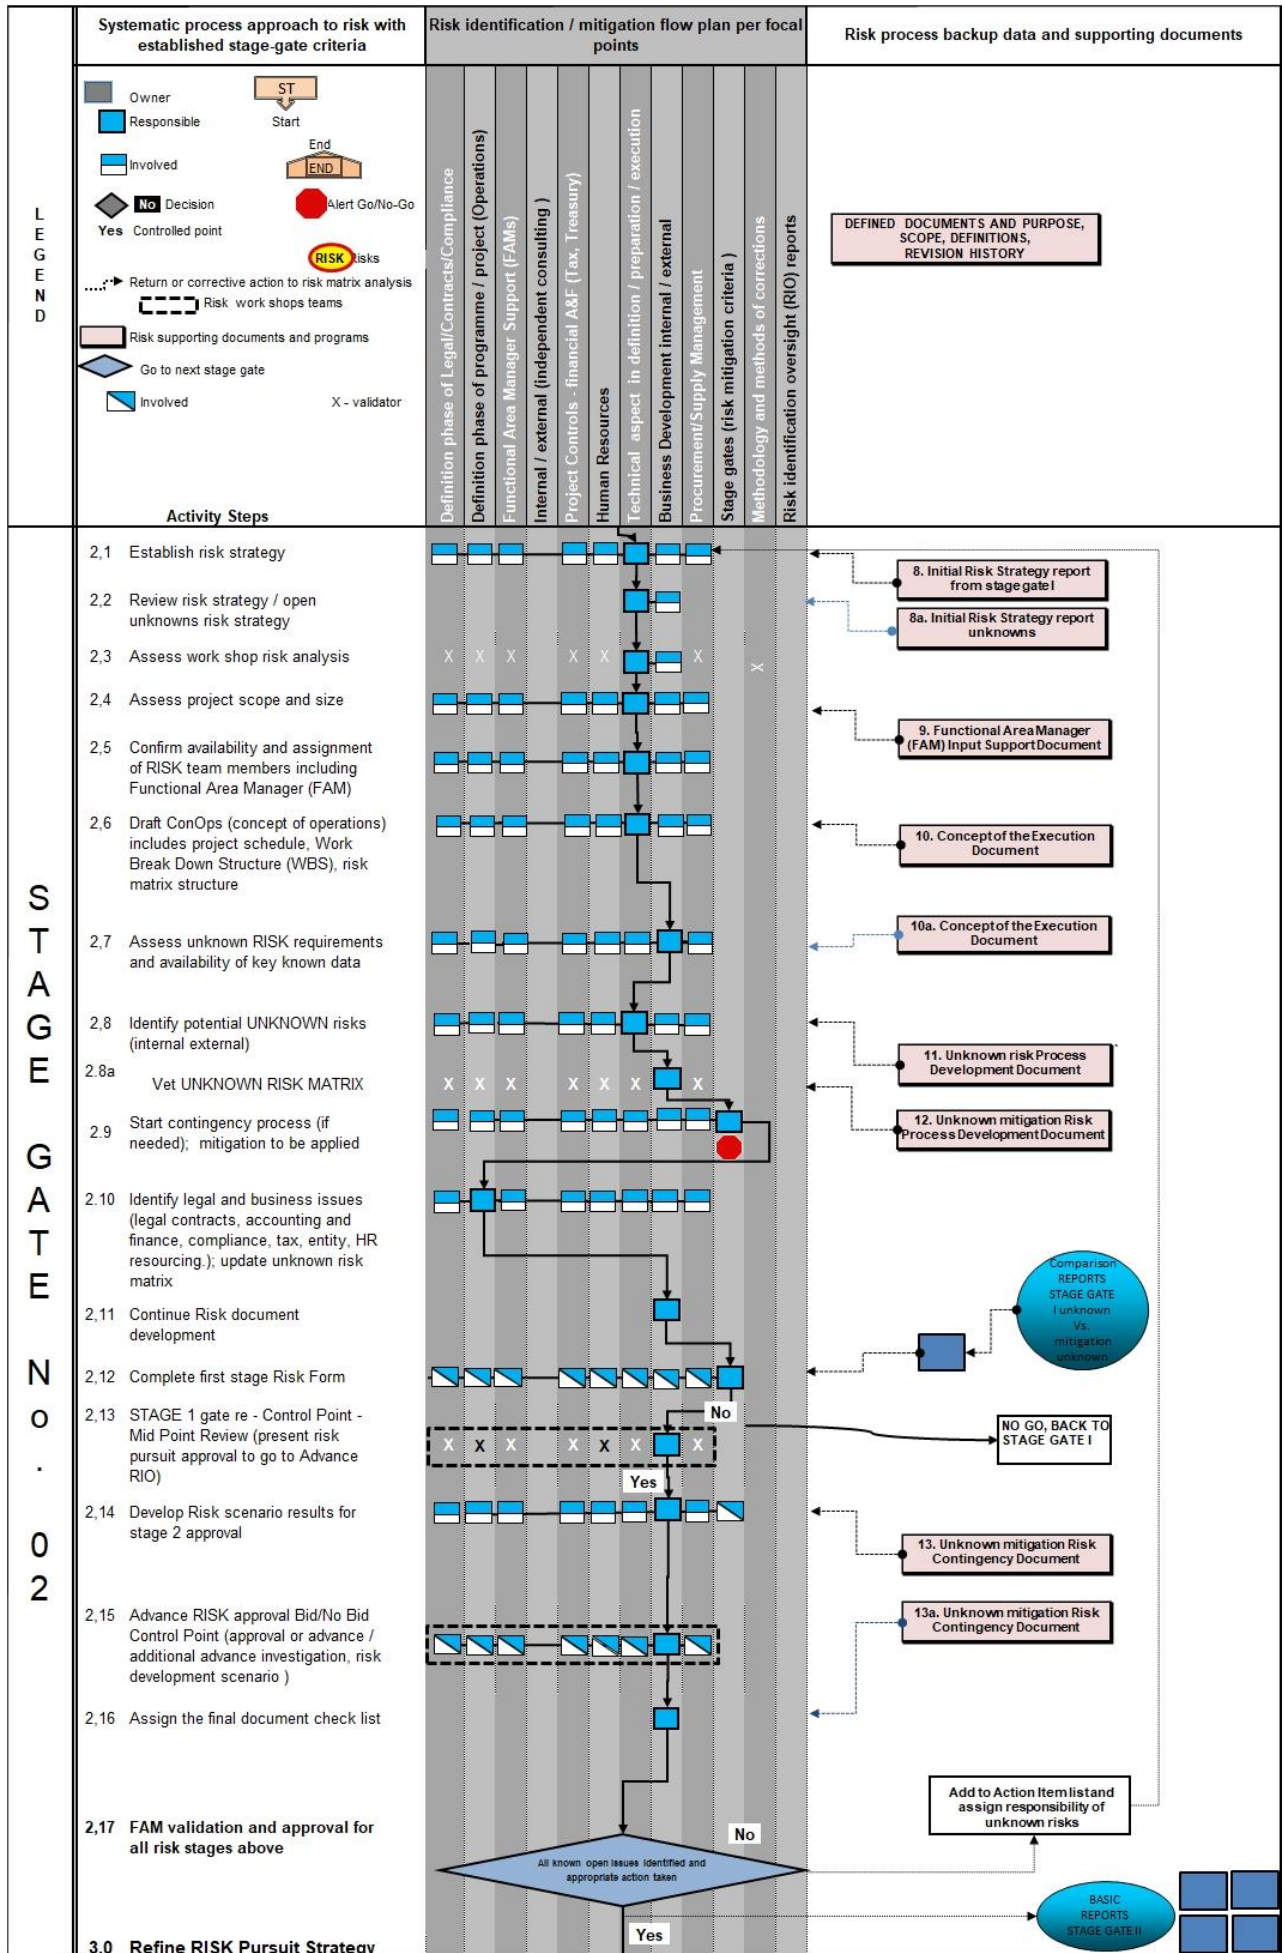 Systematic process approach to risk with
established stage-gate criteria
Risk identification / mitigation flow plan per focal
points
Risk process backup data and supporting documents
LEGEND
Owner
ST
Responsible
Start
End
Involved
END
No Decision
Alert Go/No-Go
Yes Controlled point
RISK Risks
Return or corrective action to risk matrix analysis
Risk work shops teams
Risk supporting documents and programs
Go to next stage gate
Involved
X - validator
Activity Steps
Definition phase of Legal/Contracts/Compliance
Definition phase of programme / project (Operations)
Functional Area Manager Support (FAMs)
Internal / external (independent consulting )
Project Controls - financial A&F (Tax, Treasury)
Human Resources
Technical aspect in definition / preparation / execution
Business Development internal / external
Procurement/Supply Management
Stage gates (risk mitigation criteria )
Methodology and methods of corrections
Risk identification oversight (RIO) reports
DEFINED DOCUMENTS AND PURPOSE,
SCOPE, DEFINITIONS,
REVISION HISTORY
STAGE GATE No. 02
2,1 Establish risk strategy
8. Initial Risk Strategy report
from stage gate I
2,2 Review risk strategy / open
unknowns risk strategy
8a. Initial Risk Strategy report
unknowns
2,3 Assess work shop risk analysis
X X X X X X X
2,4 Assess project scope and size
9. Functional Area Manager
(FAM) Input Support Document
2,5 Confirm availability and assignment
of RISK team members including
Functional Area Manager (FAM)
2,6 Draft ConOps (concept of operations)
includes project schedule, Work
Break Down Structure (WBS), risk
matrix structure
10. Concept of the Execution
Document
2,7 Assess unknown RISK requirements
and availability of key known data
10a. Concept of the Execution
Document
2,8 Identify potential UNKNOWN risks
(internal external)
11. Unknown risk Process
Development Document
2.8a Vet UNKNOWN RISK MATRIX
X X X X X X X
12. Unknown mitigation Risk
Process Development Document
2.9 Start contingency process (if
needed); mitigation to be applied
2.10 Identify legal and business issues
(legal contracts, accounting and
finance, compliance, tax, entity, HR
resourcing.); update unknown risk
matrix
Comparison
REPORTS
STAGE GATE
I unknown
Vs.
mitigation
unknown
2,11 Continue Risk document
development
2,12 Complete first stage Risk Form
No
2,13 STAGE 1 gate re - Control Point -
Mid Point Review (present risk
pursuit approval to go to Advance
RIO)
X X X X X X X
NO GO, BACK TO
STAGE GATE I
Yes
2,14 Develop Risk scenario results for
stage 2 approval
13. Unknown mitigation Risk
Contingency Document
2,15 Advance RISK approval Bid/No Bid
Control Point (approval or advance /
additional advance investigation, risk
development scenario )
13a. Unknown mitigation Risk
Contingency Document
2,16 Assign the final document check list
Add to Action Item list and
assign responsibility of
unknown risks
2,17 FAM validation and approval for
all risk stages above
No
All known open issues identified and
appropriate action taken
BASIC
REPORTS
STAGE GATE II
Yes
3.0 Refine RISK Pursuit Strategy